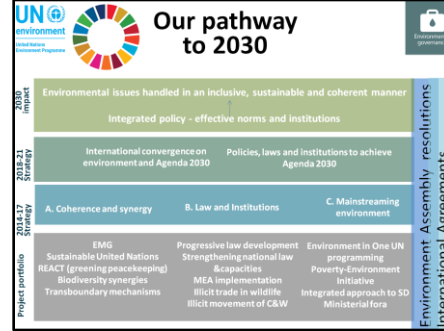 UN
environment
United Nations
Environment Programme
Our pathway
to 2030
Environmental
governance
2030
impact
Environmental issues handled in an inclusive, sustainable and coherent manner
Integrated policy - effective norms and institutions
2018-21
Strategy
International convergence on
environment and Agenda 2030
Policies, laws and institutions to achieve
Agenda 2030
2014-17
Strategy
A. Coherence and synergy
B. Law and Institutions
C. Mainstreaming
environment
Project portfolio
EMG
Sustainable United Nations
REACT (greening peacekeeping)
Biodiversity synergies
Transboundary mechanisms
Progressive law development
Strengthening national law
&capacities
MEA implementation
Illicit trade in wildlife
Illicit movement of C&W
Environment in One UN
programming
Poverty-Environment
Initiative
Integrated approach to SD
Ministerial fora
Environment Assembly resolutions
International Agreements